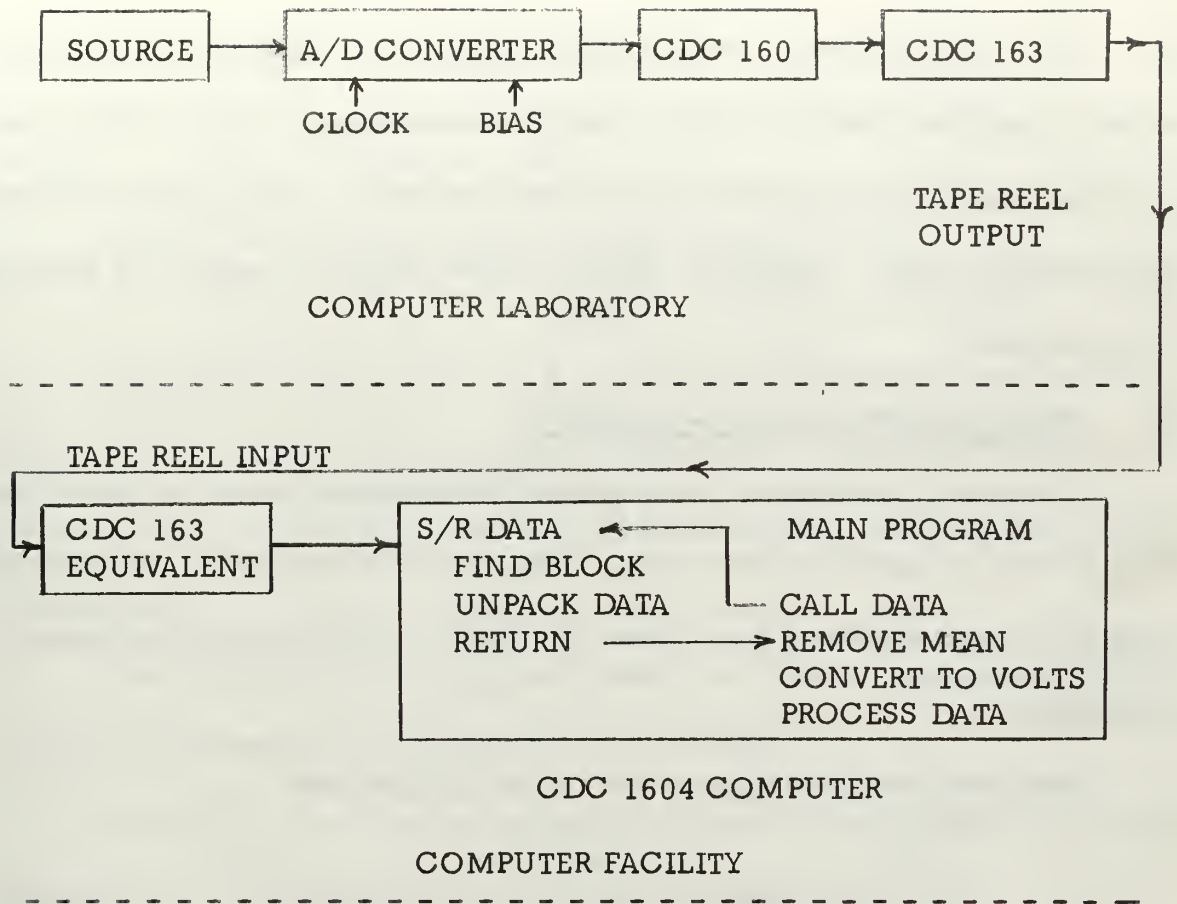 SOURCE
A/D CONVERTER
CDC 160
CDC 163
CLOCK
BIAS
TAPE REEL
OUTPUT
COMPUTER LABORATORY
TAPE REEL INPUT
CDC 163
EQUIVALENT
S/R DATA
FIND BLOCK
UNPACK DATA
RETURN
MAIN PROGRAM
CALL DATA
REMOVE MEAN
CONVERT TO VOLTS
PROCESS DATA
CDC 1604 COMPUTER
COMPUTER FACILITY